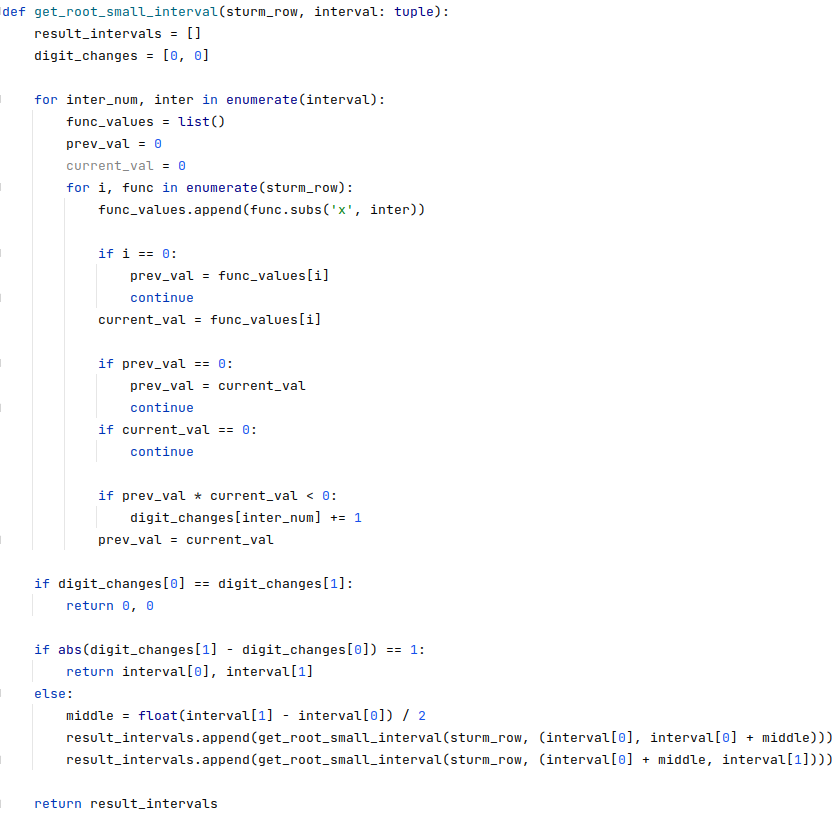 def get_root_small_interval(sturm_row, interval: tuple):
    result_intervals = []
    digit_changes = [0, 0]

    for inter_num, inter in enumerate(interval):
        func_values = list()
        prev_val = 0
        current_val = 0
        for i, func in enumerate(sturm_row):
            func_values.append(func.subs('x', inter))

            if i == 0:
                prev_val = func_values[i]
                continue
            current_val = func_values[i]

            if prev_val == 0:
                prev_val = current_val
                continue
            if current_val == 0:
                continue

            if prev_val * current_val < 0:
                digit_changes[inter_num] += 1
            prev_val = current_val

    if digit_changes[0] == digit_changes[1]:
        return 0, 0

    if abs(digit_changes[1] - digit_changes[0]) == 1:
        return interval[0], interval[1]
    else:
        middle = float(interval[1] - interval[0]) / 2
        result_intervals.append(get_root_small_interval(sturm_row, (interval[0], interval[0] + middle)))
        result_intervals.append(get_root_small_interval(sturm_row, (interval[0] + middle, interval[1])))

    return result_intervals